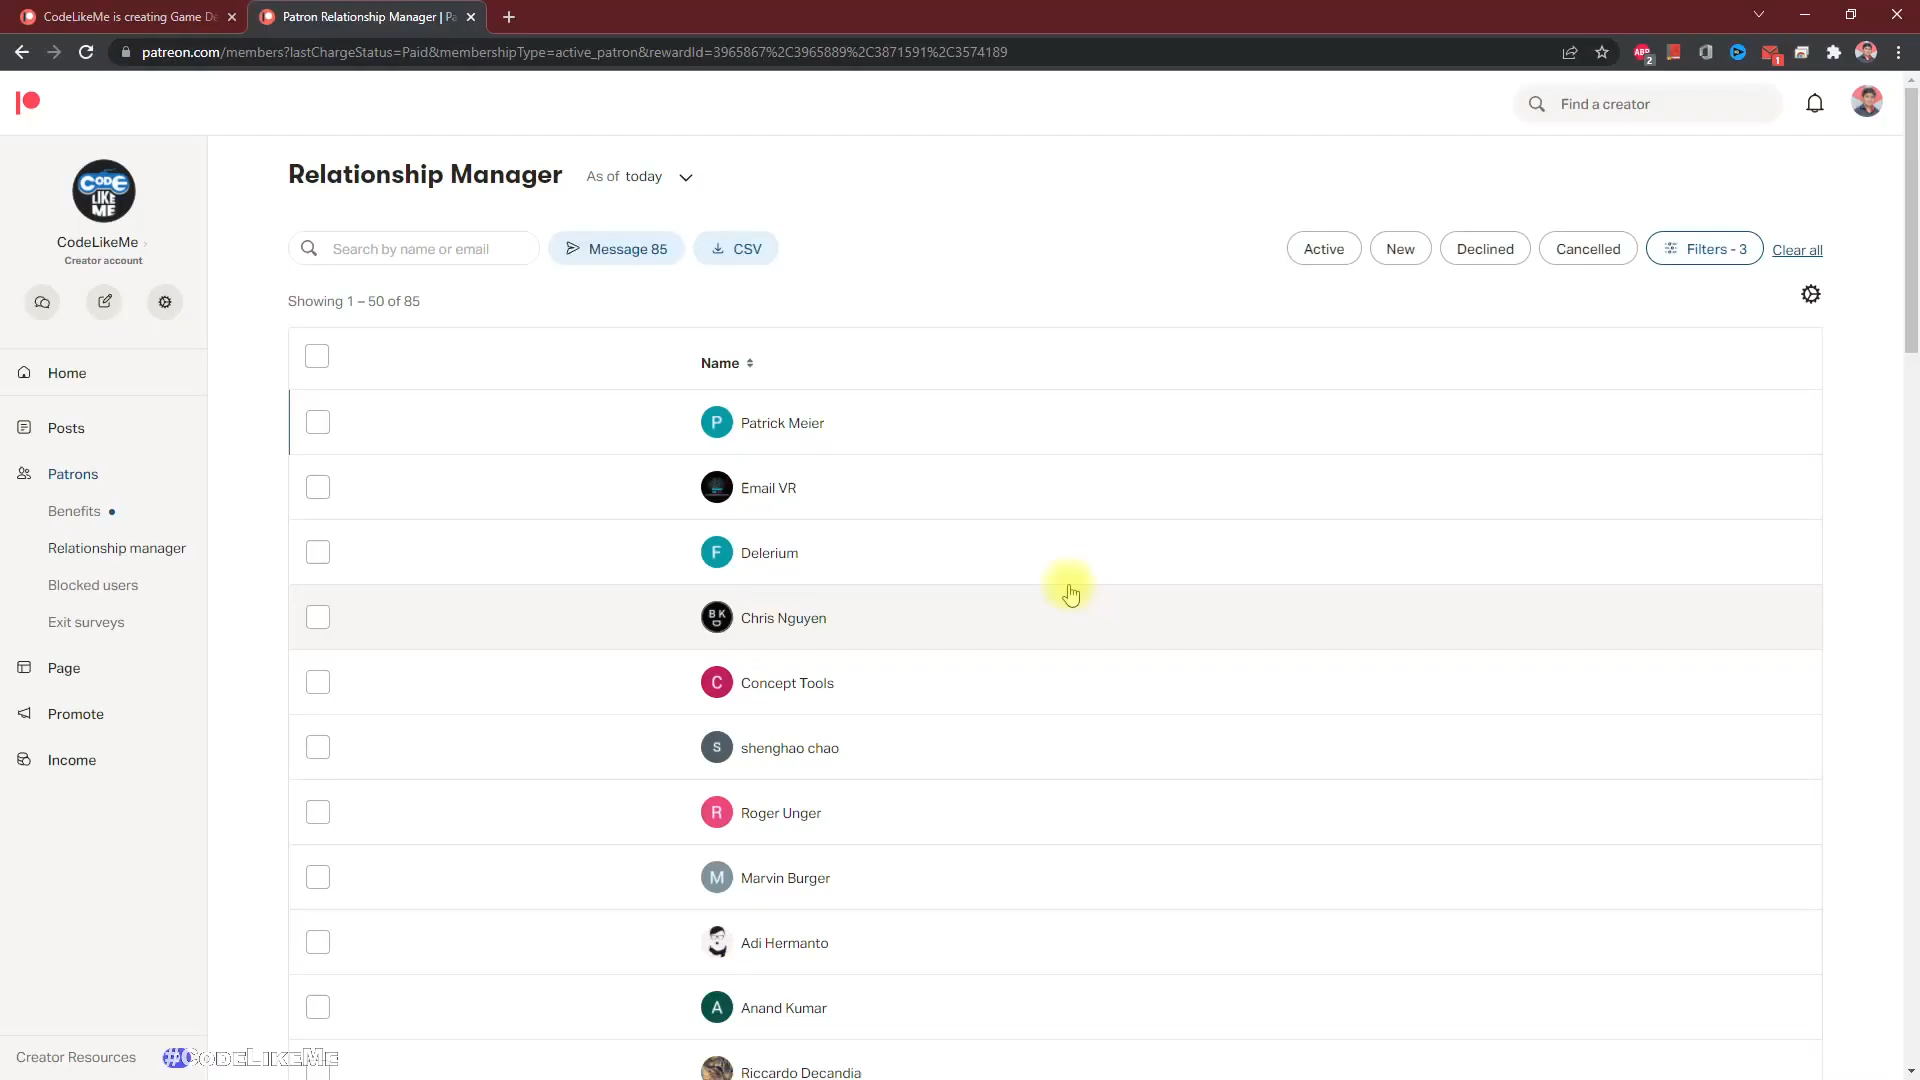 CodeLikeMe is creating Game De
Patron Relationship Manager | Pa
patreon.com/members?lastChargeStatus=Paid&membershipType=active_patron&rewardId=3965867%2C3965889%2C3871591%2C3574189
ABP
2
1
Find a creator
CODE
LIKE
ME
CodeLikeMe
Creator account
Home
Posts
Patrons
Benefits
Relationship manager
Blocked users
Exit surveys
Page
Promote
Income
Creator Resources
#CodeLikeMe
Relationship Manager
As of today
Search by name or email
Message 85
CSV
Active
New
Declined
Cancelled
Filters - 3
Clear all
Showing 1 – 50 of 85
Name
P Patrick Meier
Email VR
F Delerium
BKD Chris Nguyen
C Concept Tools
S shenghao chao
R Roger Unger
M Marvin Burger
Adi Hermanto
A Anand Kumar
Riccardo Decandia